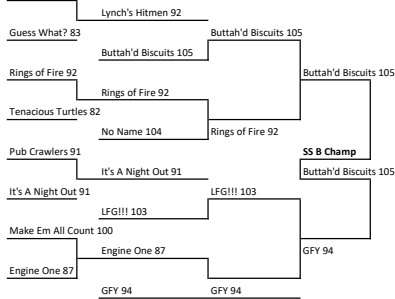 Lynch's Hitmen 92
Guess What? 83
Buttah'd Biscuits 105
Buttah'd Biscuits 105
Rings of Fire 92
Buttah'd Biscuits 105
Rings of Fire 92
Tenacious Turtles 82
No Name 104
Rings of Fire 92
Pub Crawlers 91
SS B Champ
It's A Night Out 91
Buttah'd Biscuits 105
It's A Night Out 91
LFG!!! 103
LFG!!! 103
Make Em All Count 100
Engine One 87
GFY 94
Engine One 87
GFY 94
GFY 94